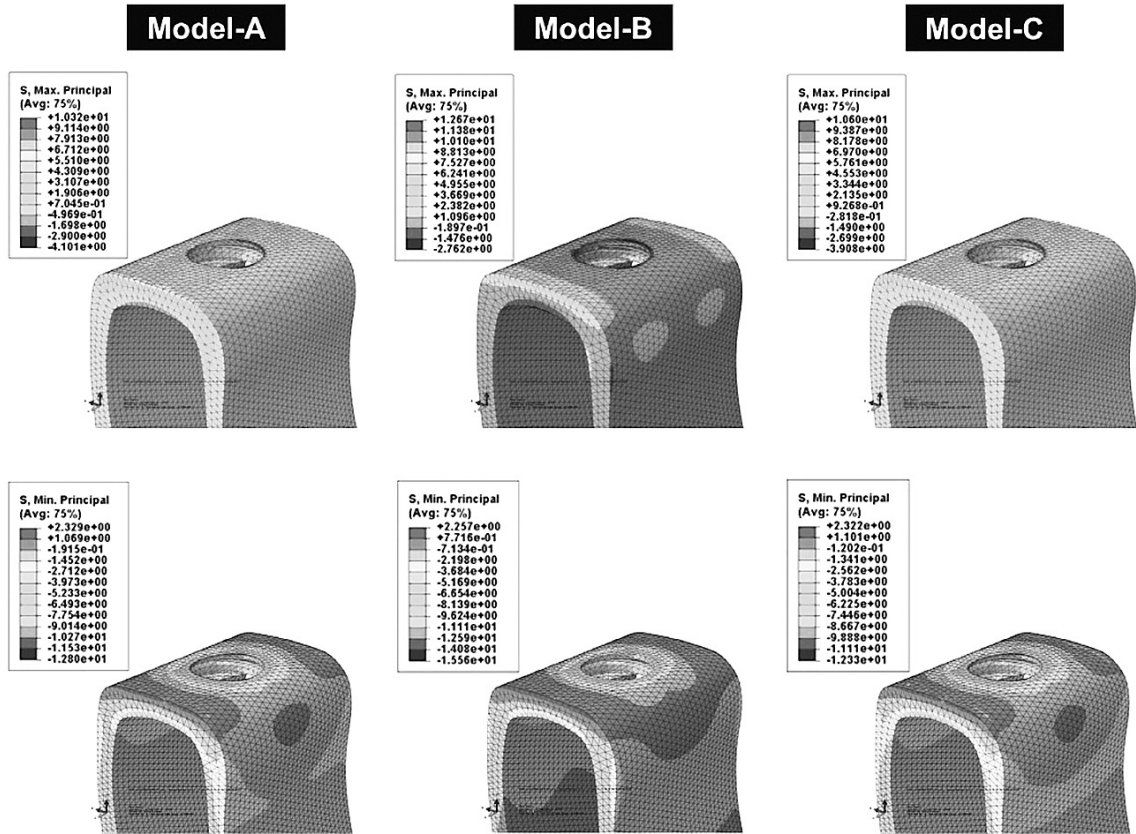 Model-A
Model-B
Model-C
S, Max. Principal
(Avg: 75%)
+1.032e+01
+9.114e+00
+7.913e+00
+6.712e+00
+5.510e+00
+4.309e+00
+3.107e+00
+1.906e+00
+7.045e-01
-4.969e-01
-1.698e+00
-2.900e+00
-4.101e+00
S, Max. Principal
(Avg: 75%)
+1.267e+01
+1.138e+01
+1.010e+01
+8.813e+00
+7.527e+00
+6.241e+00
+4.955e+00
+3.669e+00
+2.382e+00
+1.096e+00
-1.897e-01
-1.476e+00
-2.762e+00
S, Max. Principal
(Avg: 75%)
+1.060e+01
+9.387e+00
+8.178e+00
+6.970e+00
+5.761e+00
+4.553e+00
+3.344e+00
+2.135e+00
+9.268e-01
-2.818e-01
-1.490e+00
-2.699e+00
-3.908e+00
S, Min. Principal
(Avg: 75%)
+2.329e+00
+1.069e+00
-1.915e-01
-1.452e+00
-2.712e+00
-3.973e+00
-5.233e+00
-6.493e+00
-7.754e+00
-9.014e+00
-1.027e+01
-1.153e+01
-1.280e+01
S, Min. Principal
(Avg: 75%)
+2.257e+00
+7.716e-01
-7.134e-01
-2.198e+00
-3.684e+00
-5.169e+00
-6.654e+00
-8.139e+00
-9.624e+00
-1.111e+01
-1.259e+01
-1.408e+01
-1.556e+01
S, Min. Principal
(Avg: 75%)
+2.322e+00
+1.101e+00
-1.202e-01
-1.341e+00
-2.562e+00
-3.783e+00
-5.004e+00
-6.225e+00
-7.446e+00
-8.667e+00
-9.888e+00
-1.111e+01
-1.233e+01